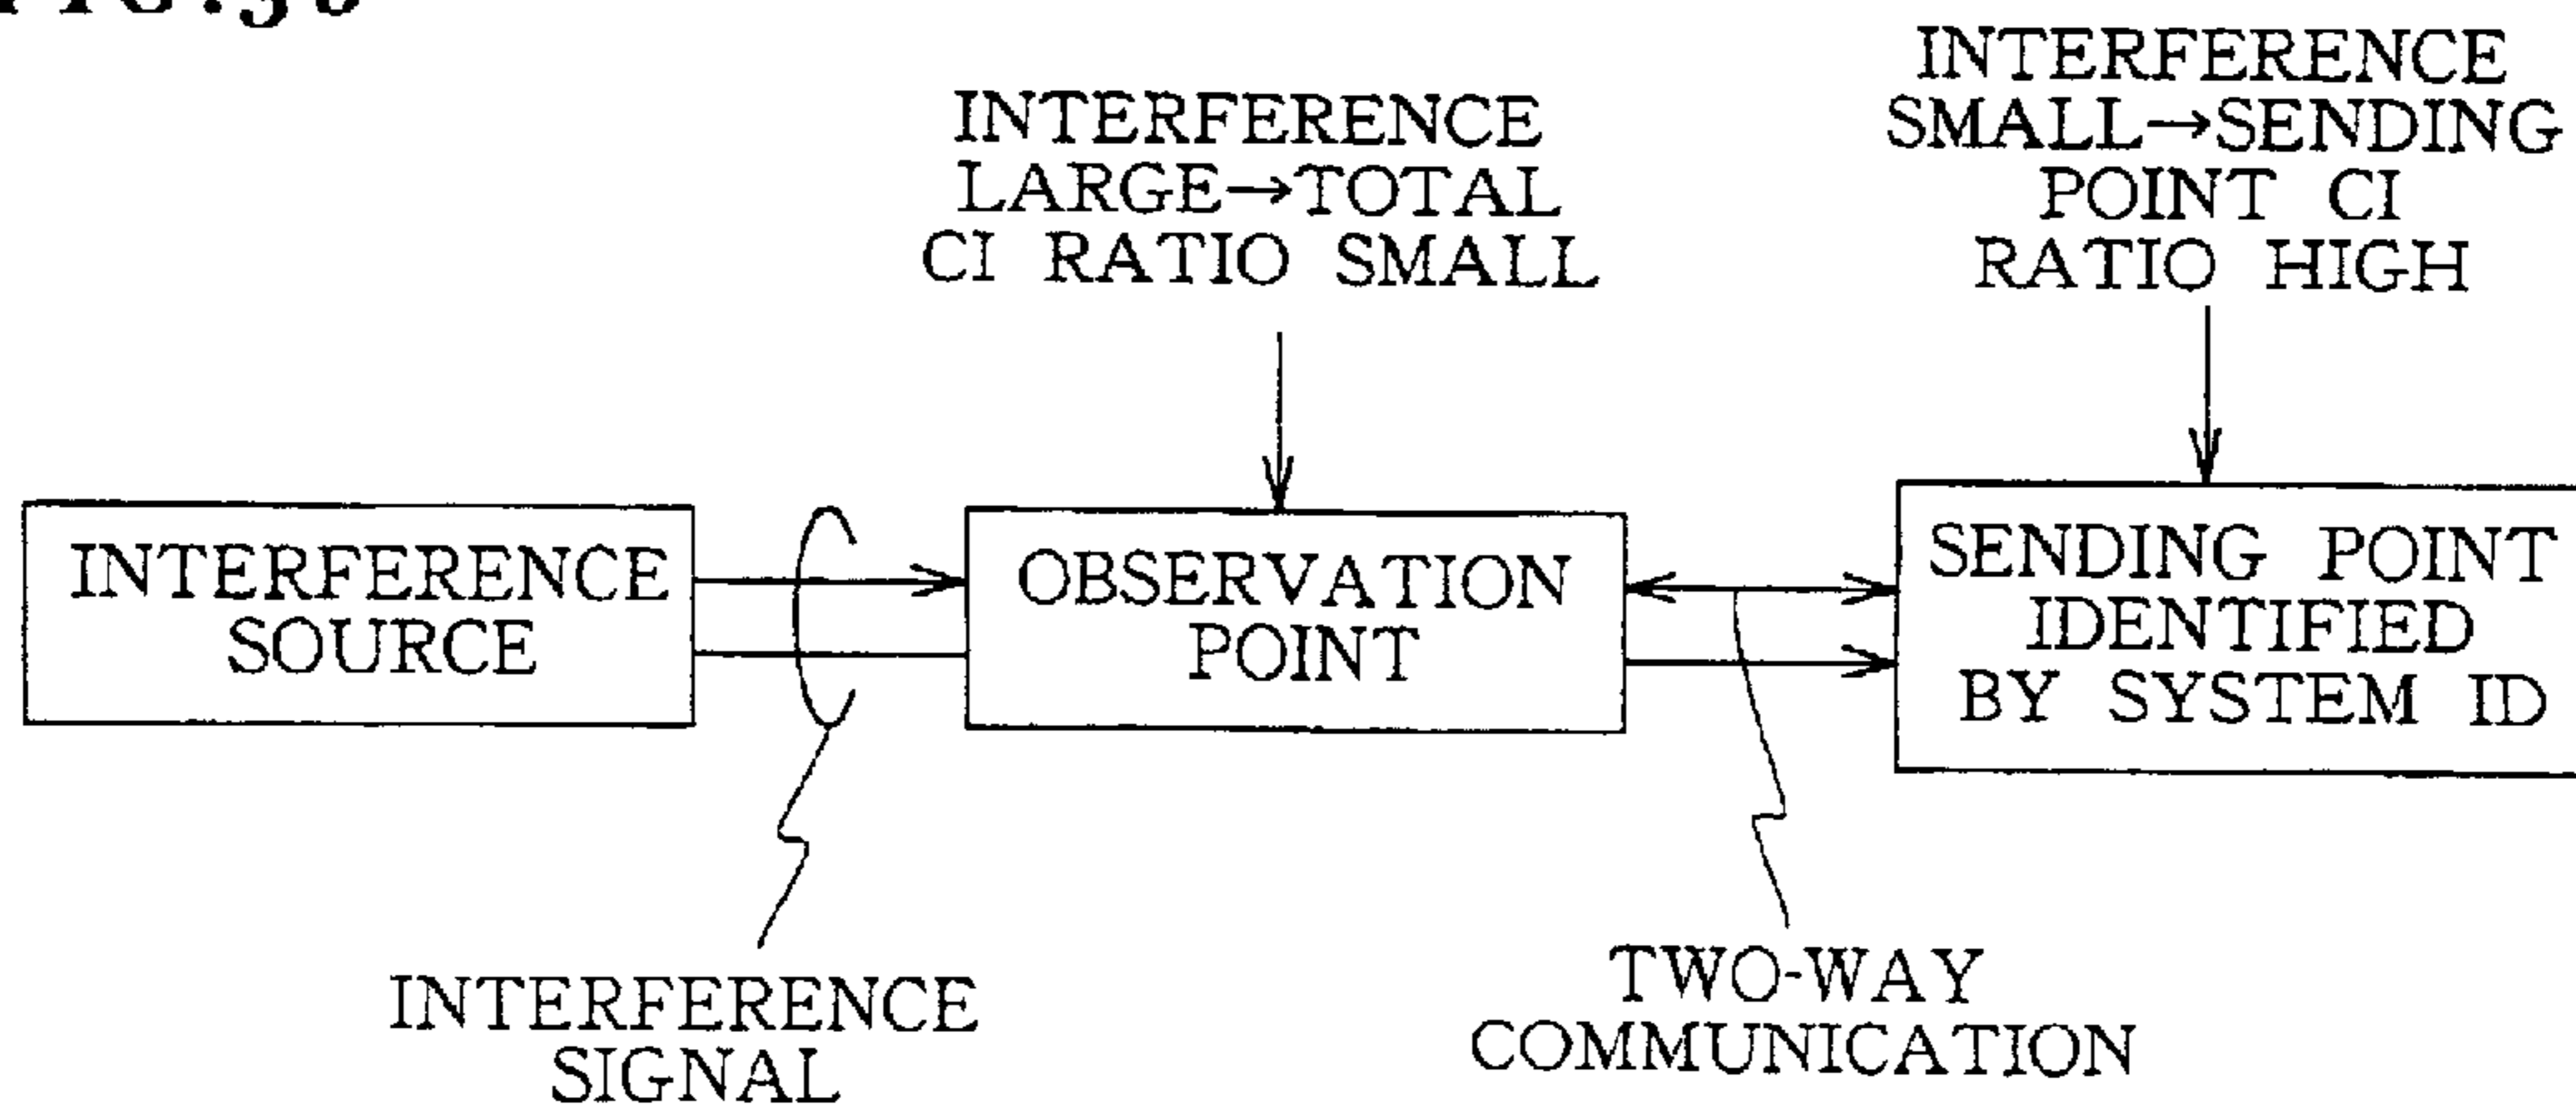 INTERFERENCE
LARGE→TOTAL
CI RATIO SMALL
INTERFERENCE
SMALL→SENDING
POINT CI
RATIO HIGH
INTERFERENCE
SOURCE
OBSERVATION
POINT
SENDING POINT
IDENTIFIED
BY SYSTEM ID
INTERFERENCE
SIGNAL
TWO-WAY
COMMUNICATION